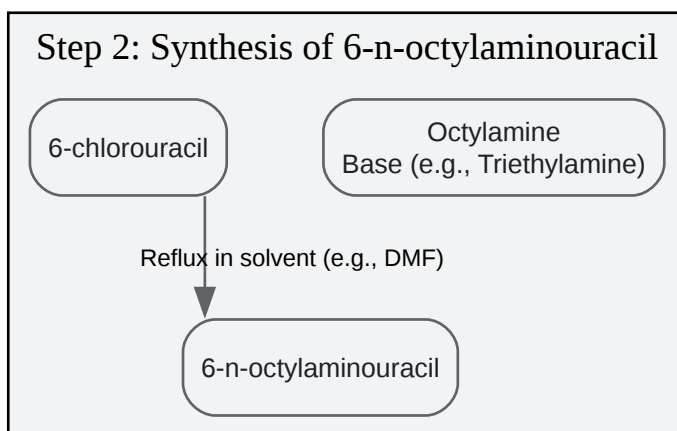 Step 2: Synthesis of 6-n-octylaminouracil
6-chlorouracil
Octylamine
Base (e.g., Triethylamine)
Reflux in solvent (e.g., DMF)
6-n-octylaminouracil